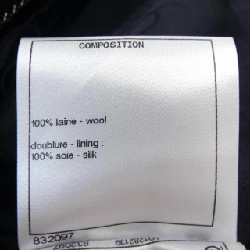 COMPOSITION
100% laine - wool
doublure - lining :
100% soie - silk
B32097